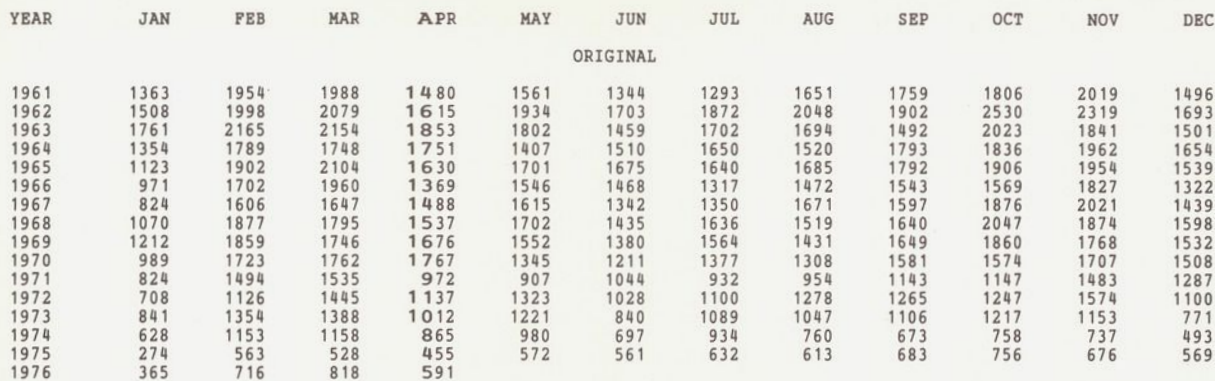 YEAR JAN FEB MAR APR MAY JUN JUL AUG SEP OCT NOV DEC
ORIGINAL
1961 1363 1954 1988 1480 1561 1344 1293 1651 1759 1806 2019 1496
1962 1508 1998 2079 1615 1934 1703 1872 2048 1902 2530 2319 1693
1963 1761 2165 2154 1853 1802 1459 1702 1694 1492 2023 1841 1501
1964 1354 1789 1748 1751 1407 1510 1650 1520 1793 1836 1962 1654
1965 1123 1902 2104 1630 1701 1675 1640 1685 1792 1906 1954 1539
1966 971 1702 1960 1369 1546 1468 1317 1472 1543 1569 1827 1322
1967 824 1606 1647 1488 1615 1342 1350 1671 1597 1876 2021 1439
1968 1070 1877 1795 1537 1702 1435 1636 1519 1640 2047 1874 1598
1969 1212 1859 1746 1676 1552 1380 1564 1431 1649 1860 1768 1532
1970 989 1723 1762 1767 1345 1211 1377 1308 1581 1574 1707 1508
1971 824 1494 1535 972 907 1044 932 954 1143 1147 1483 1287
1972 708 1126 1445 1137 1323 1028 1100 1278 1265 1247 1574 1100
1973 841 1354 1388 1012 1221 840 1089 1047 1106 1217 1153 771
1974 628 1153 1158 865 980 697 934 760 673 758 737 493
1975 274 563 528 455 572 561 632 613 683 756 676 569
1976 365 716 818 591